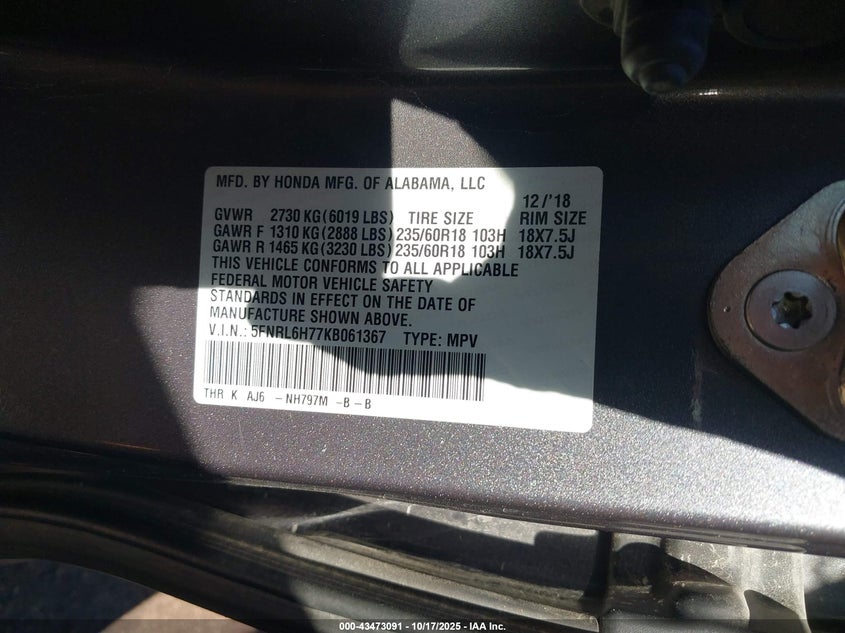 MFD. BY HONDA MFG. OF ALABAMA, LLC
12/'18
GVWR 2730 KG(6019 LBS) TIRE SIZE RIM SIZE
GAWR F 1310 KG(2888 LBS) 235/60R18 103H 18X7.5J
GAWR R 1465 KG(3230 LBS) 235/60R18 103H 18X7.5J
THIS VEHICLE CONFORMS TO ALL APPLICABLE
FEDERAL MOTOR VEHICLE SAFETY
STANDARDS IN EFFECT ON THE DATE OF
MANUFACTURE SHOWN ABOVE.
V.I.N.: 5FNRL6H77KB061367 TYPE: MPV
THR K AJ6 -NH797M -B-B
000-43473091 - 10/17/2025 - IAA Inc.